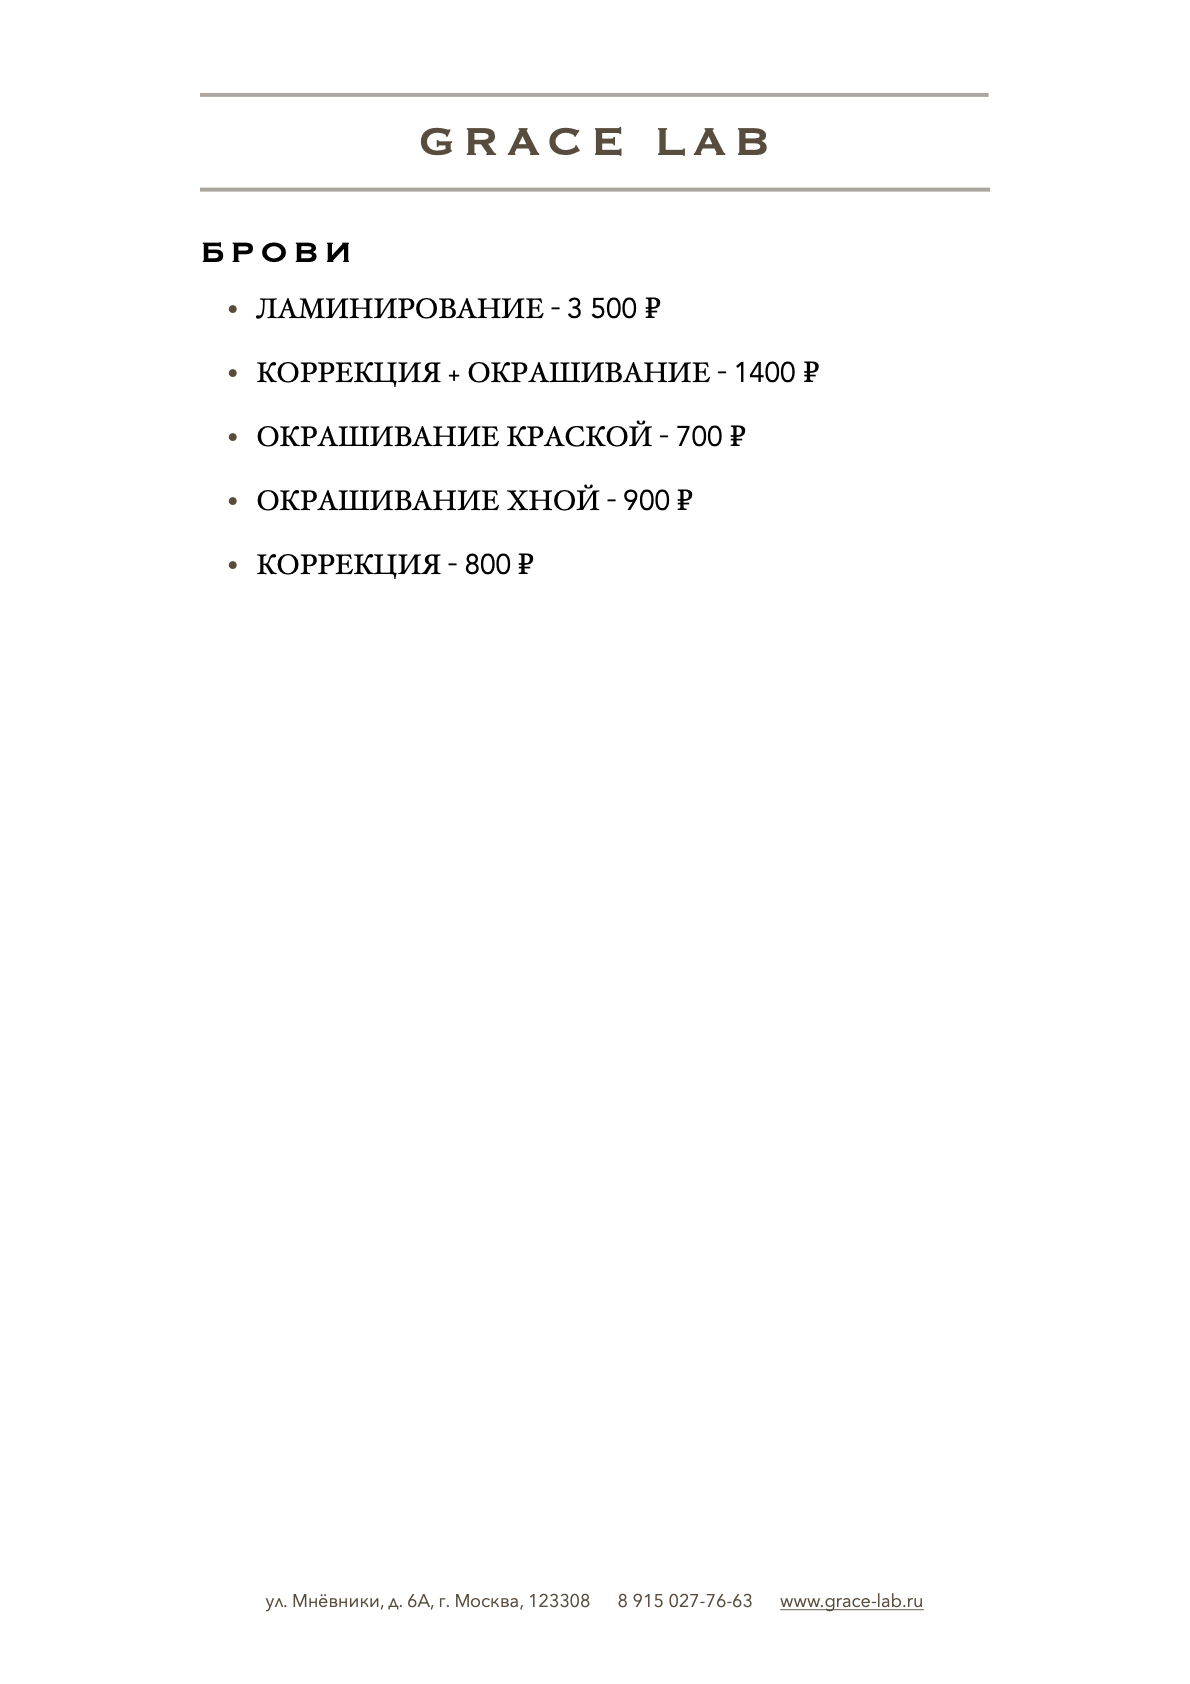 GRACE LAB
БРОВИ
• ЛАМИНИРОВАНИЕ - 3 500 ₽
• КОРРЕКЦИЯ + ОКРАШИВАНИЕ - 1400 ₽
• ОКРАШИВАНИЕ КРАСКОЙ - 700 ₽
• ОКРАШИВАНИЕ ХНОЙ - 900 ₽
• КОРРЕКЦИЯ - 800 ₽
ул. Мнёвники, д. 6А, г. Москва, 123308 8 915 027-76-63 www.grace-lab.ru